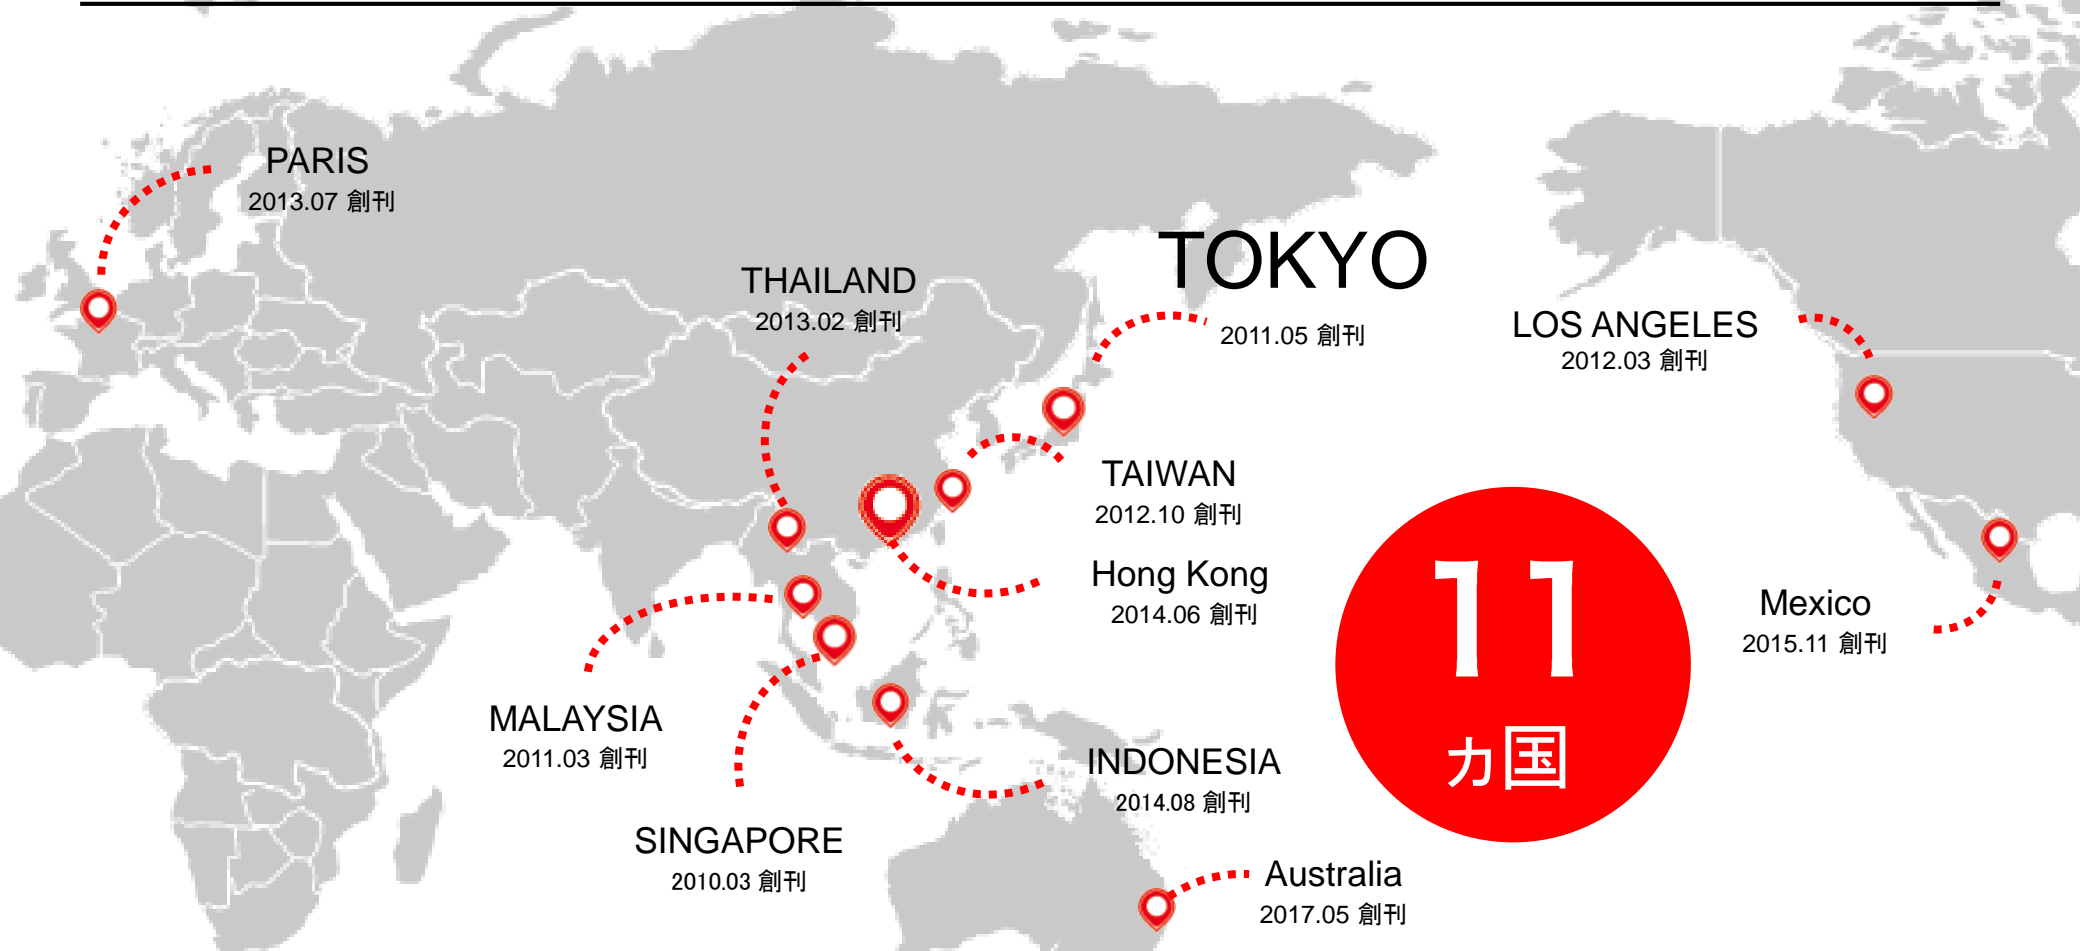 PARIS
2013.07 創刊
THAILAND
2013.02 創刊
TOKYO
2011.05 創刊
LOS ANGELES
2012.03 創刊
TAIWAN
2012.10 創刊
Hong Kong
2014.06 創刊
11
カ国
Mexico
2015.11 創刊
MALAYSIA
2011.03 創刊
INDONESIA
2014.08 創刊
SINGAPORE
2010.03 創刊
Australia
2017.05 創刊